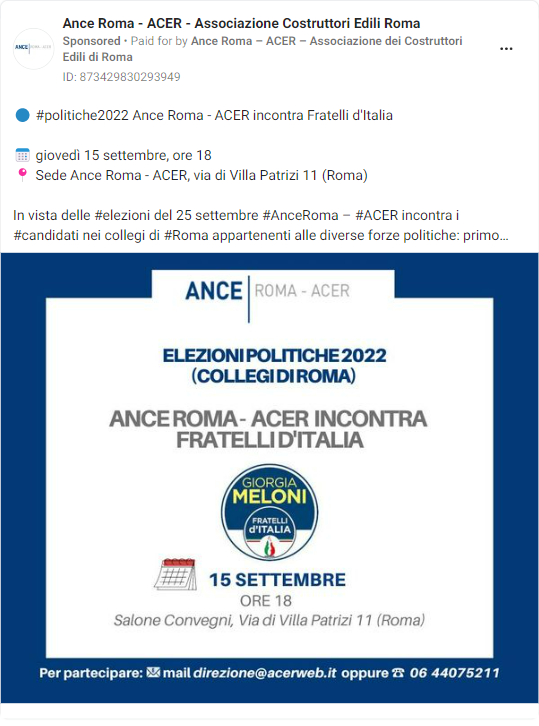 Ance Roma - ACER - Associazione Costruttori Edili Roma
Sponsored • Paid for by Ance Roma – ACER – Associazione dei Costruttori
Edili di Roma
ID: 873429830293949
#politiche2022 Ance Roma - ACER incontra Fratelli d'Italia
giovedì 15 settembre, ore 18
Sede Ance Roma - ACER, via di Villa Patrizi 11 (Roma)
In vista delle #elezioni del 25 settembre #AnceRoma – #ACER incontra i
#candidati nei collegi di #Roma appartenenti alle diverse forze politiche: primo...
ANCE ROMA - ACER
ELEZIONI POLITICHE 2022
(COLLEGI DI ROMA)
ANCE ROMA - ACER INCONTRA
FRATELLI D'ITALIA
GIORGIA
MELONI
FRATELLI
d'ITALIA
15 SETTEMBRE
ORE 18
Salone Convegni, Via di Villa Patrizi 11 (Roma)
Per partecipare: mail direzione@acerweb.it oppure ☎ 06 44075211